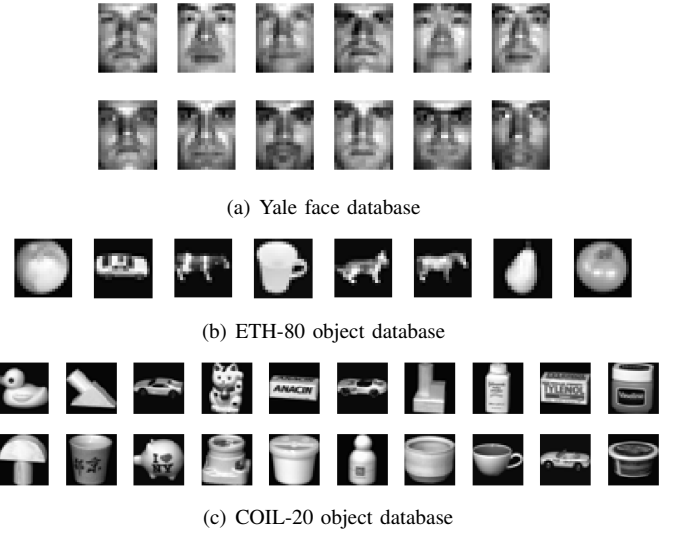 (a) Yale face database
(b) ETH-80 object database
ANACIN
TYLENOL
Vaseline
I ♥
NY
(c) COIL-20 object database